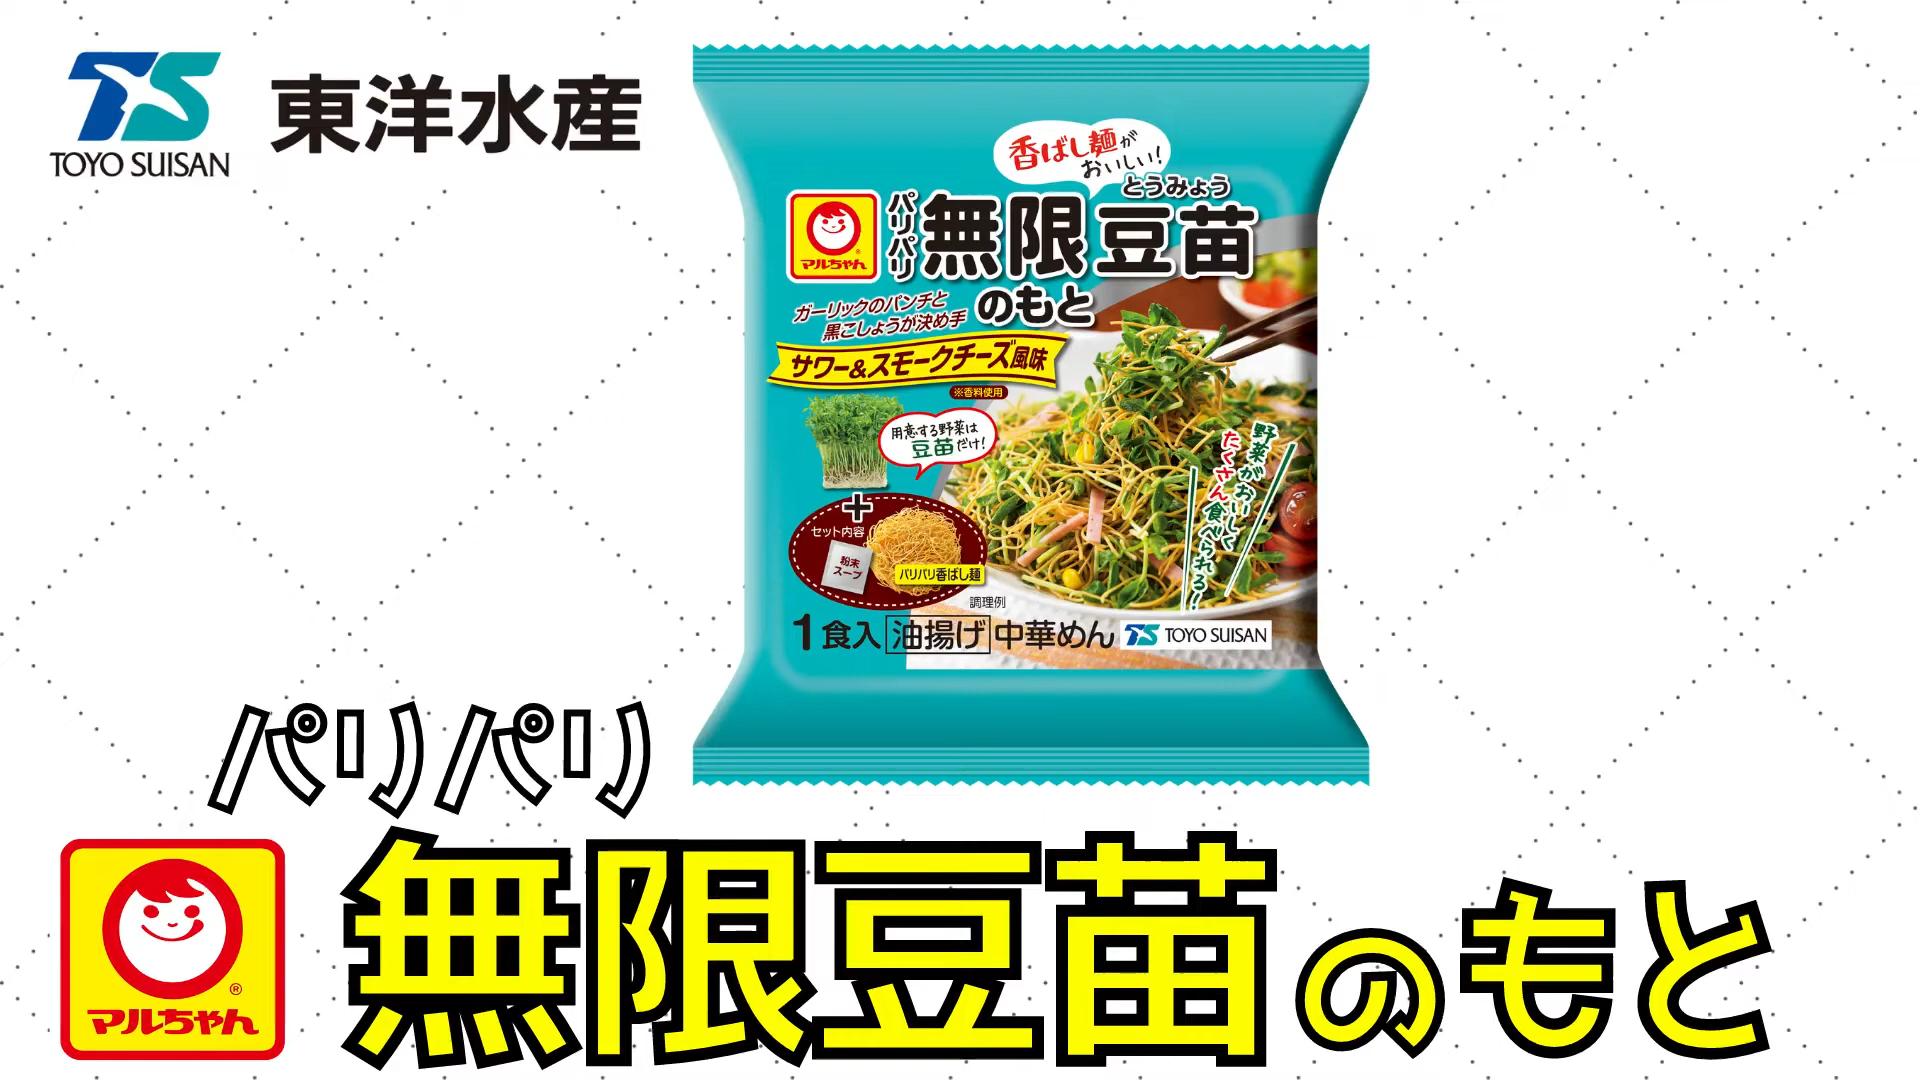 TS
TOYO SUISAN
東洋水産
香ばし麺が
おいしい!
とうみょう
マルちゃん
パリパリ
無限豆苗
のもと
ガーリックのパンチと
黒こしょうが決め手
サワー&スモークチーズ風味
※香料使用
用意する野菜は
豆苗だけ!
+
セット内容
粉末
スープ
パリパリ香ばし麺
野菜がおいしく
たくさん食べられる!
調理例
1食入 油揚げ 中華めん
TS TOYO SUISAN
パリパリ
無限豆苗のもと
®
マルちゃん